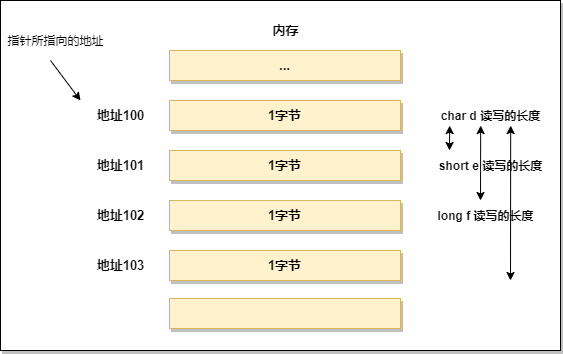 内存
指针所指向的地址
...
地址100
1字节
char d 读写的长度
地址101
1字节
short e 读写的长度
地址102
1字节
long f 读写的长度
地址103
1字节